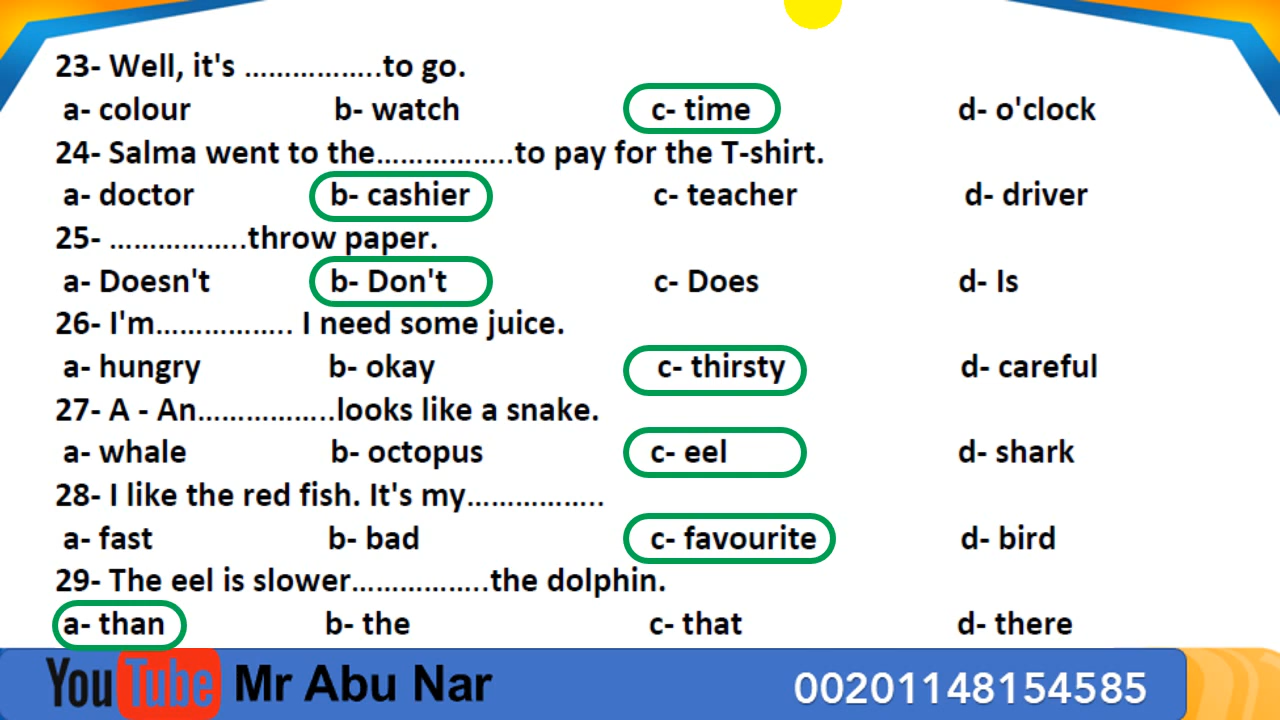 23- Well, it's ……………..to go.
a- colour b- watch c- time d- o'clock
24- Salma went to the……………..to pay for the T-shirt.
a- doctor b- cashier c- teacher d- driver
25- ……………..throw paper.
a- Doesn't b- Don't c- Does d- Is
26- I'm…………….. I need some juice.
a- hungry b- okay c- thirsty d- careful
27- A - An……………..looks like a snake.
a- whale b- octopus c- eel d- shark
28- I like the red fish. It's my……………..
a- fast b- bad c- favourite d- bird
29- The eel is slower……………..the dolphin.
a- than b- the c- that d- there
YouTube Mr Abu Nar 00201148154585